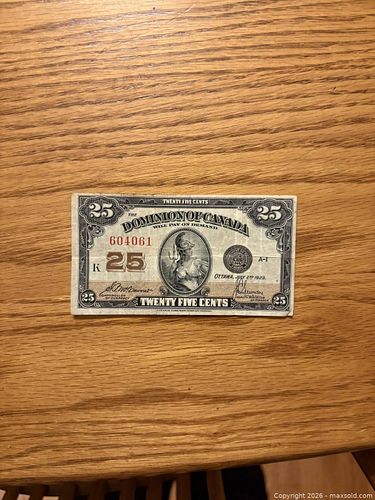 25 TWENTY FIVE CENTS 25
THE
DOMINION OF CANADA
WILL PAY ON DEMAND
604061
K 25 A-1
OTTAWA, JULY 2ND 1923.
25 TWENTY FIVE CENTS 25
Copyright © 2026 - maxsold.com